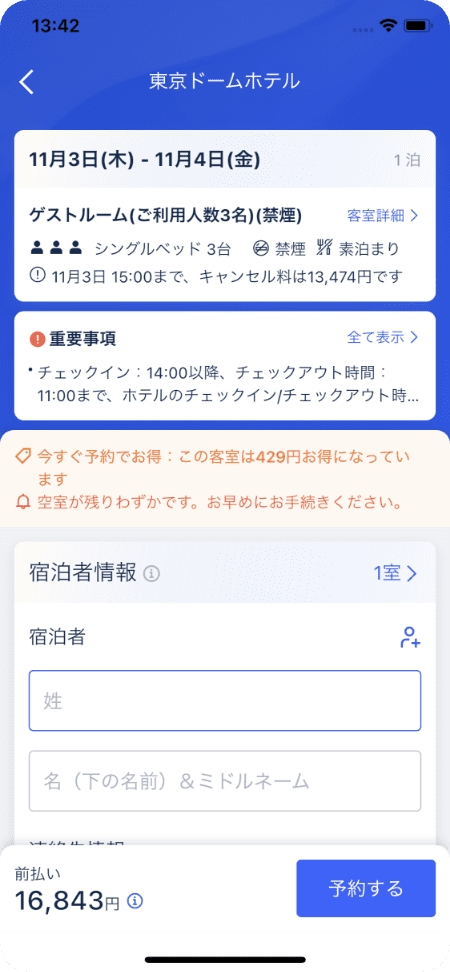 13:42
東京ドームホテル
11月3日(木) - 11月4日(金) 1 泊
ゲストルーム(ご利用人数3名)(禁煙) 客室詳細
シングルベッド 3台 禁煙 素泊まり
11月3日 15:00まで、キャンセル料は13,474円です
重要事項 全て表示
• チェックイン：14:00以降、チェックアウト時間：
11:00まで、ホテルのチェックイン/チェックアウト時...
今すぐ予約でお得：この客室は429円お得になってい
ます
空室が残りわずかです。お早めにお手続きください。
宿泊者情報 1室
宿泊者
姓
名（下の名前）＆ミドルネーム
前払い
16,843円
予約する